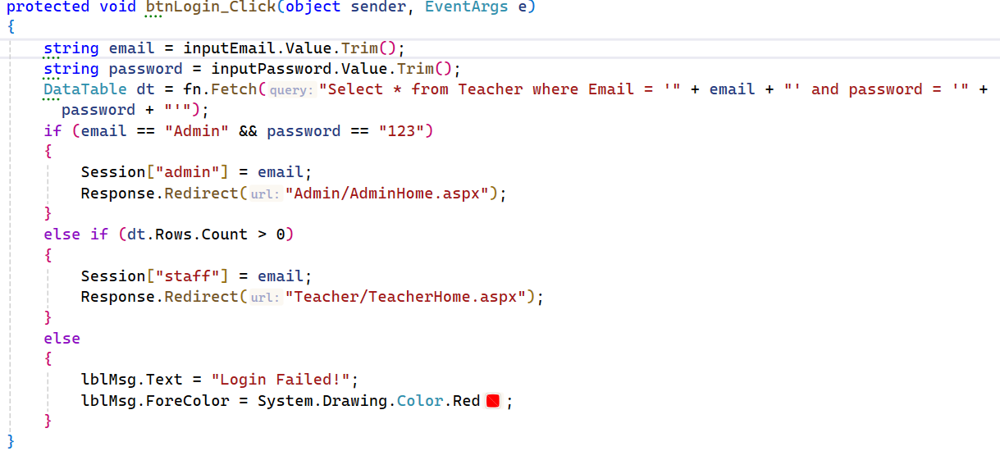 protected void btnLogin_Click(object sender, EventArgs e)
{
    string email = inputEmail.Value.Trim();
    string password = inputPassword.Value.Trim();
    DataTable dt = fn.Fetch(query:"Select * from Teacher where Email = '" + email + "' and password = '" +
      password + "'");
    if (email == "Admin" && password == "123")
    {
        Session["admin"] = email;
        Response.Redirect(url:"Admin/AdminHome.aspx");
    }
    else if (dt.Rows.Count > 0)
    {
        Session["staff"] = email;
        Response.Redirect(url:"Teacher/TeacherHome.aspx");
    }
    else
    {
        lblMsg.Text = "Login Failed!";
        lblMsg.ForeColor = System.Drawing.Color.Red;
    }
}